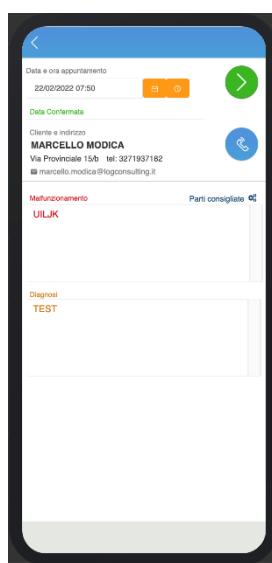 Data e ora appuntamento
22/02/2022 07:50
Data Confermata
Cliente e indirizzo
MARCELLO MODICA
Via Provinciale 15/b tel: 3271937182
marcello.modica@logconsulting.it
Malfunzionamento Parti consigliate
UILJK
Diagnosi
TEST